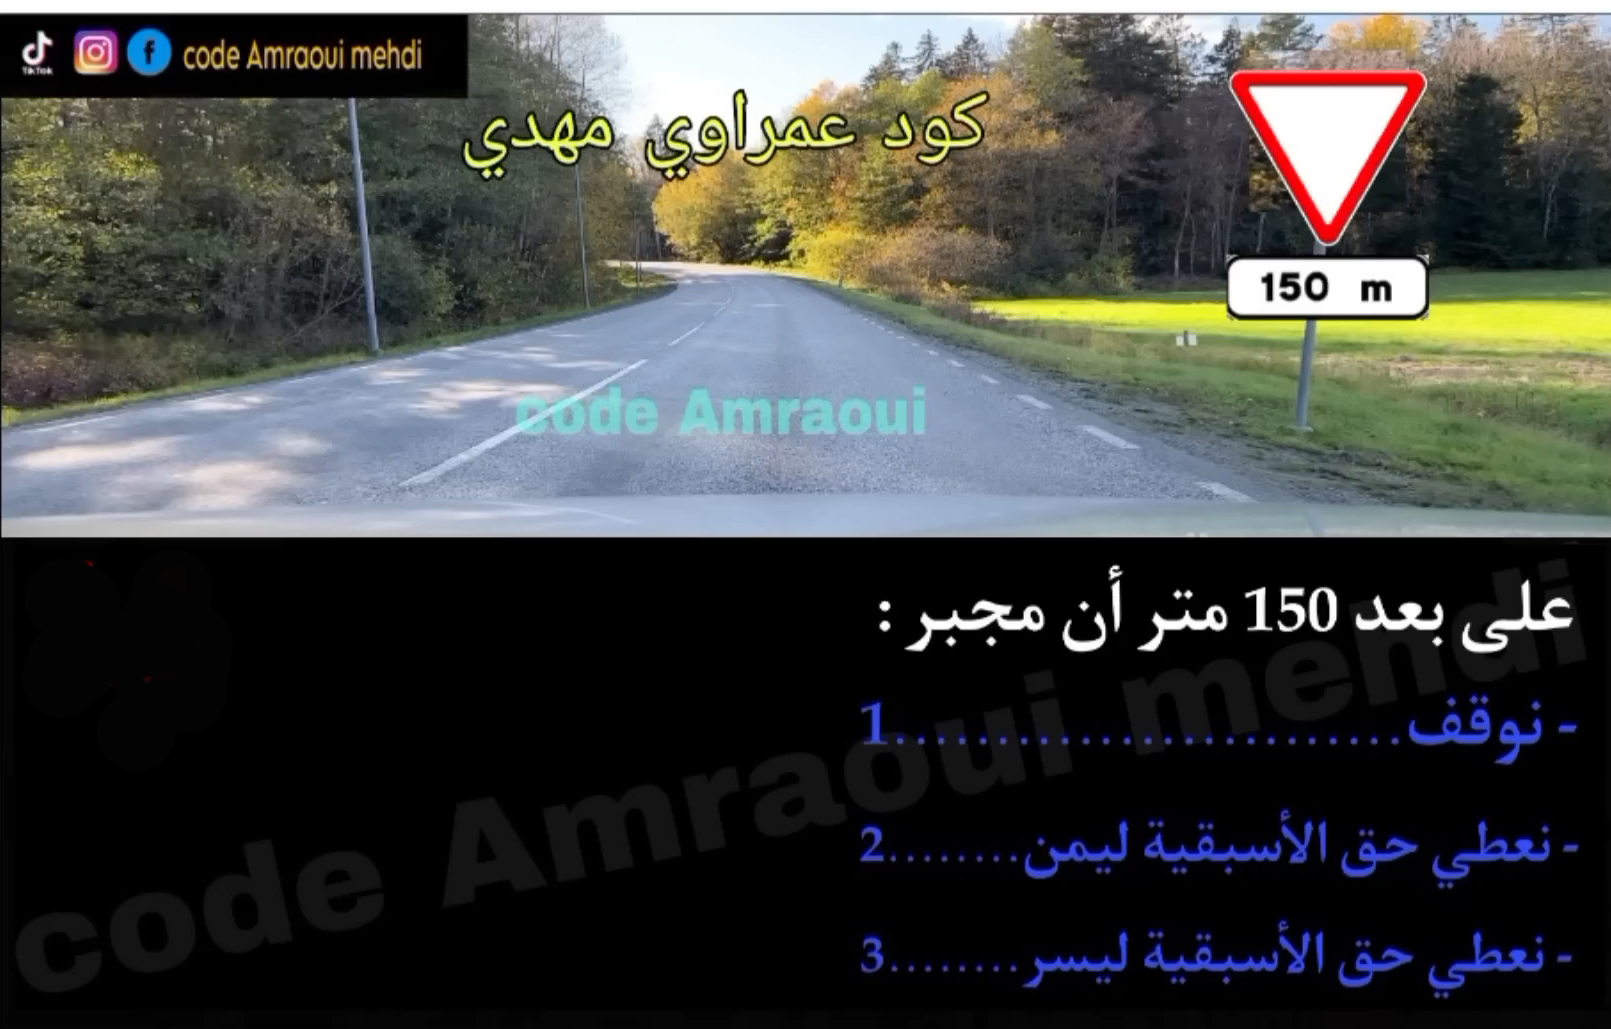 TikTok
code Amraoui mehdi
كود عمراوي مهدي
150 m
code Amraoui
على بعد 150 متر أن مجبر :
- نوقف..........................1
- نعطي حق الأسبقية ليمن........2
- نعطي حق الأسبقية ليسر........3
code Amraoui mehdi